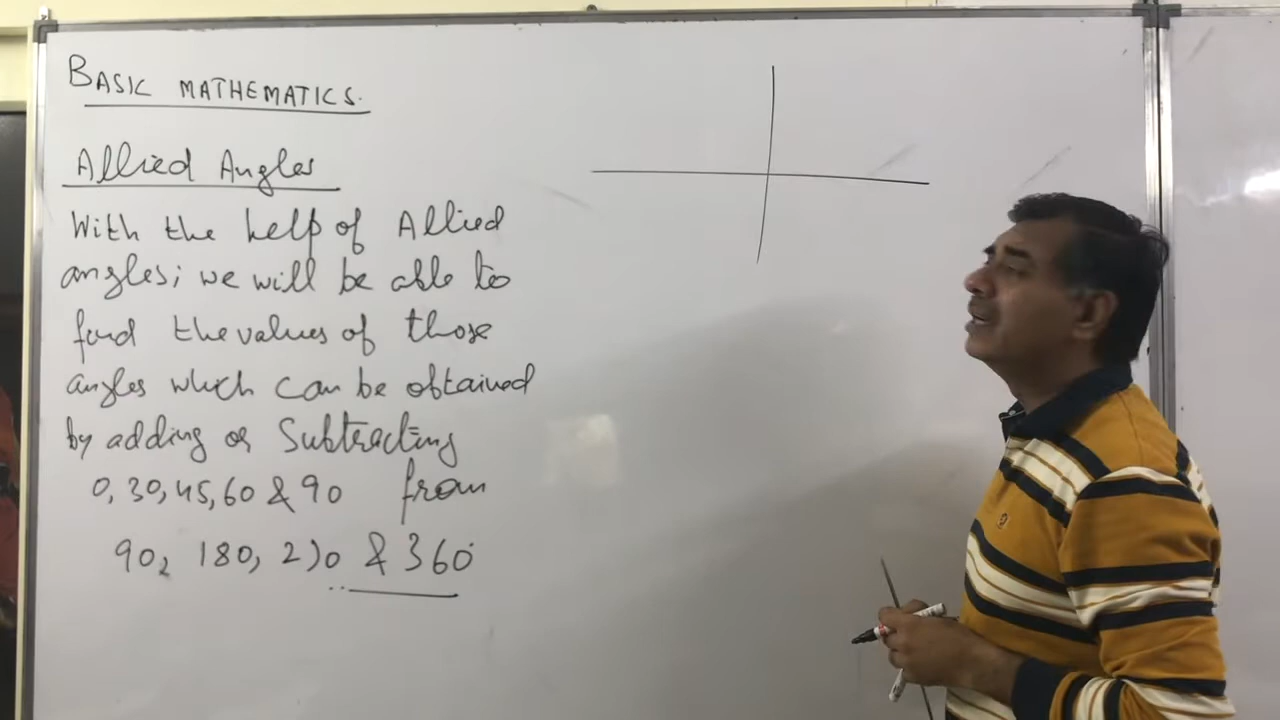 BASIC MATHEMATICS.
Allied Angles
With the help of Allied
angles; we will be able to
find the values of those
angles which can be obtained
by adding or Subtracting
0, 30, 45, 60 & 90 from
90, 180, 270 & 360